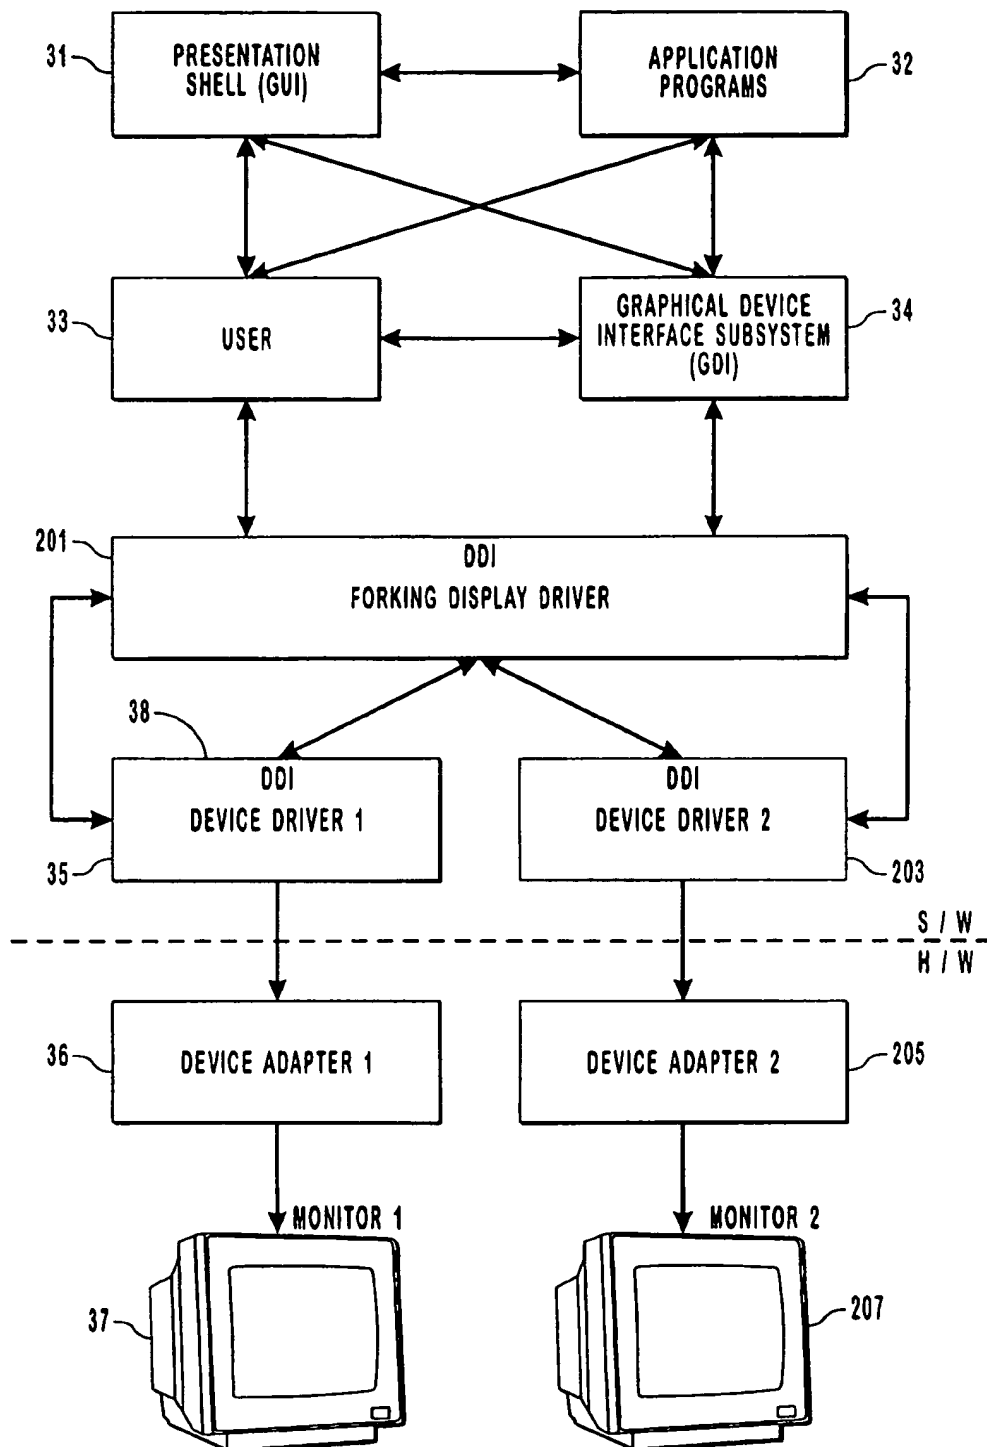 31
PRESENTATION
SHELL (GUI)
APPLICATION
PROGRAMS
32
33
USER
GRAPHICAL DEVICE
INTERFACE SUBSYSTEM
(GDI)
34
201
DDI
FORKING DISPLAY DRIVER
38
DDI
DEVICE DRIVER 1
35
DDI
DEVICE DRIVER 2
203
S / W
H / W
36
DEVICE ADAPTER 1
DEVICE ADAPTER 2
205
MONITOR 1
MONITOR 2
37
207